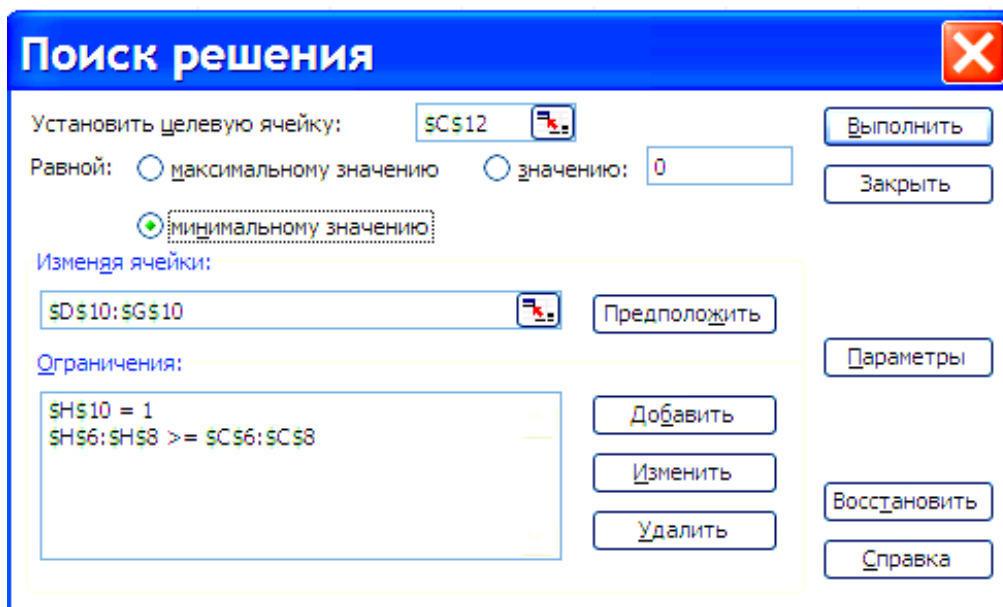 Поиск решения
Установить целевую ячейку: $C$12
Выполнить
Равной: максимальному значению значению: 0
Закрыть
минимальному значению
Изменяя ячейки:
$D$10:$G$10
Предположить
Ограничения:
Параметры
$H$10 = 1
$H$6:$H$8 >= $C$6:$C$8
Добавить
Изменить
Удалить
Восстановить
Справка